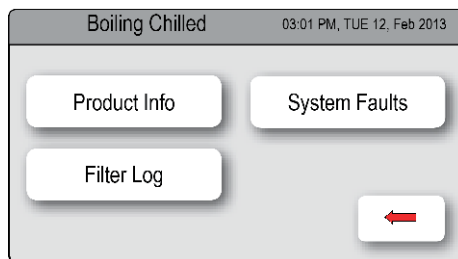 Boiling Chilled 03:01 PM, TUE 12, Feb 2013
Product Info System Faults
Filter Log